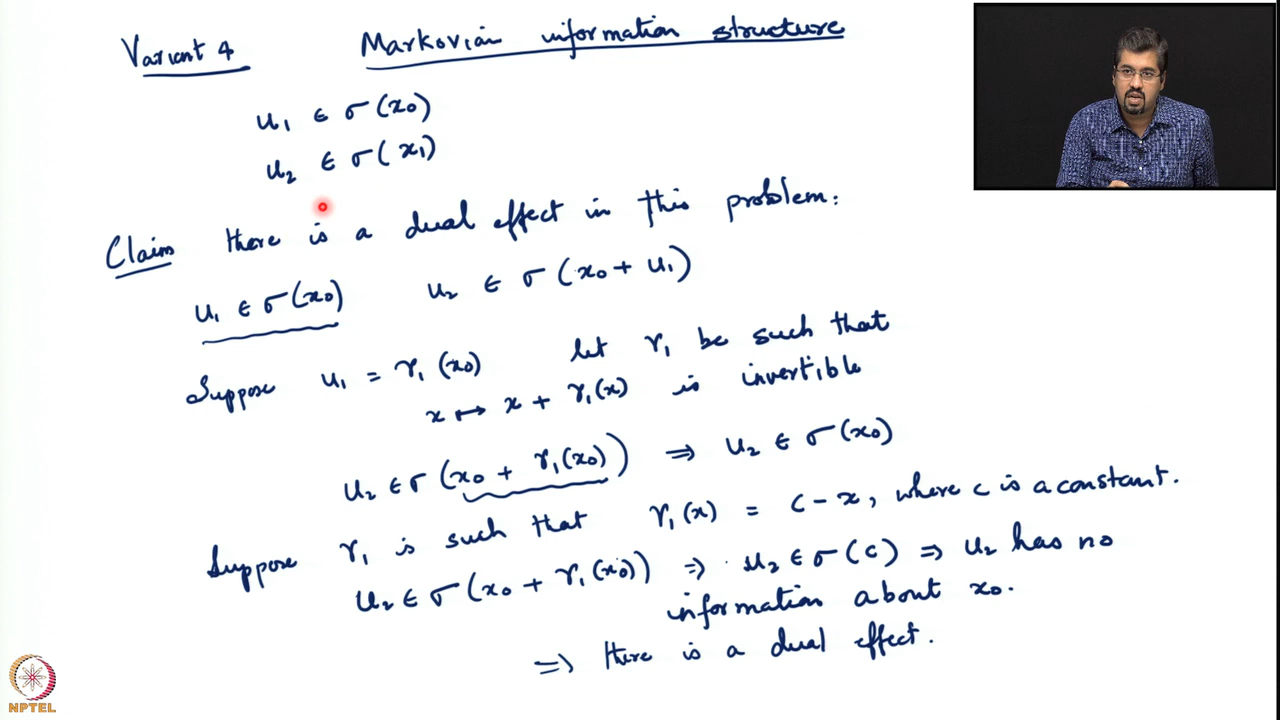 Variant 4 Markovian information structure
u₁ ∈ σ(x₀)
u₂ ∈ σ(x₁)
Claim there is a dual effect in this problem:
u₁ ∈ σ(x₀) u₂ ∈ σ(x₀ + u₁)
Suppose u₁ = γ₁(x₀) let γ₁ be such that
x ↦ x + γ₁(x) is invertible
u₂ ∈ σ(x₀ + γ₁(x₀)) ⇒ u₂ ∈ σ(x₀)
Suppose γ₁ is such that γ₁(x) = c - x, where c is a constant.
u₂ ∈ σ(x₀ + γ₁(x₀)) ⇒ u₂ ∈ σ(c) ⇒ u₂ has no
information about x₀.
⇒ there is a dual effect.
NPTEL